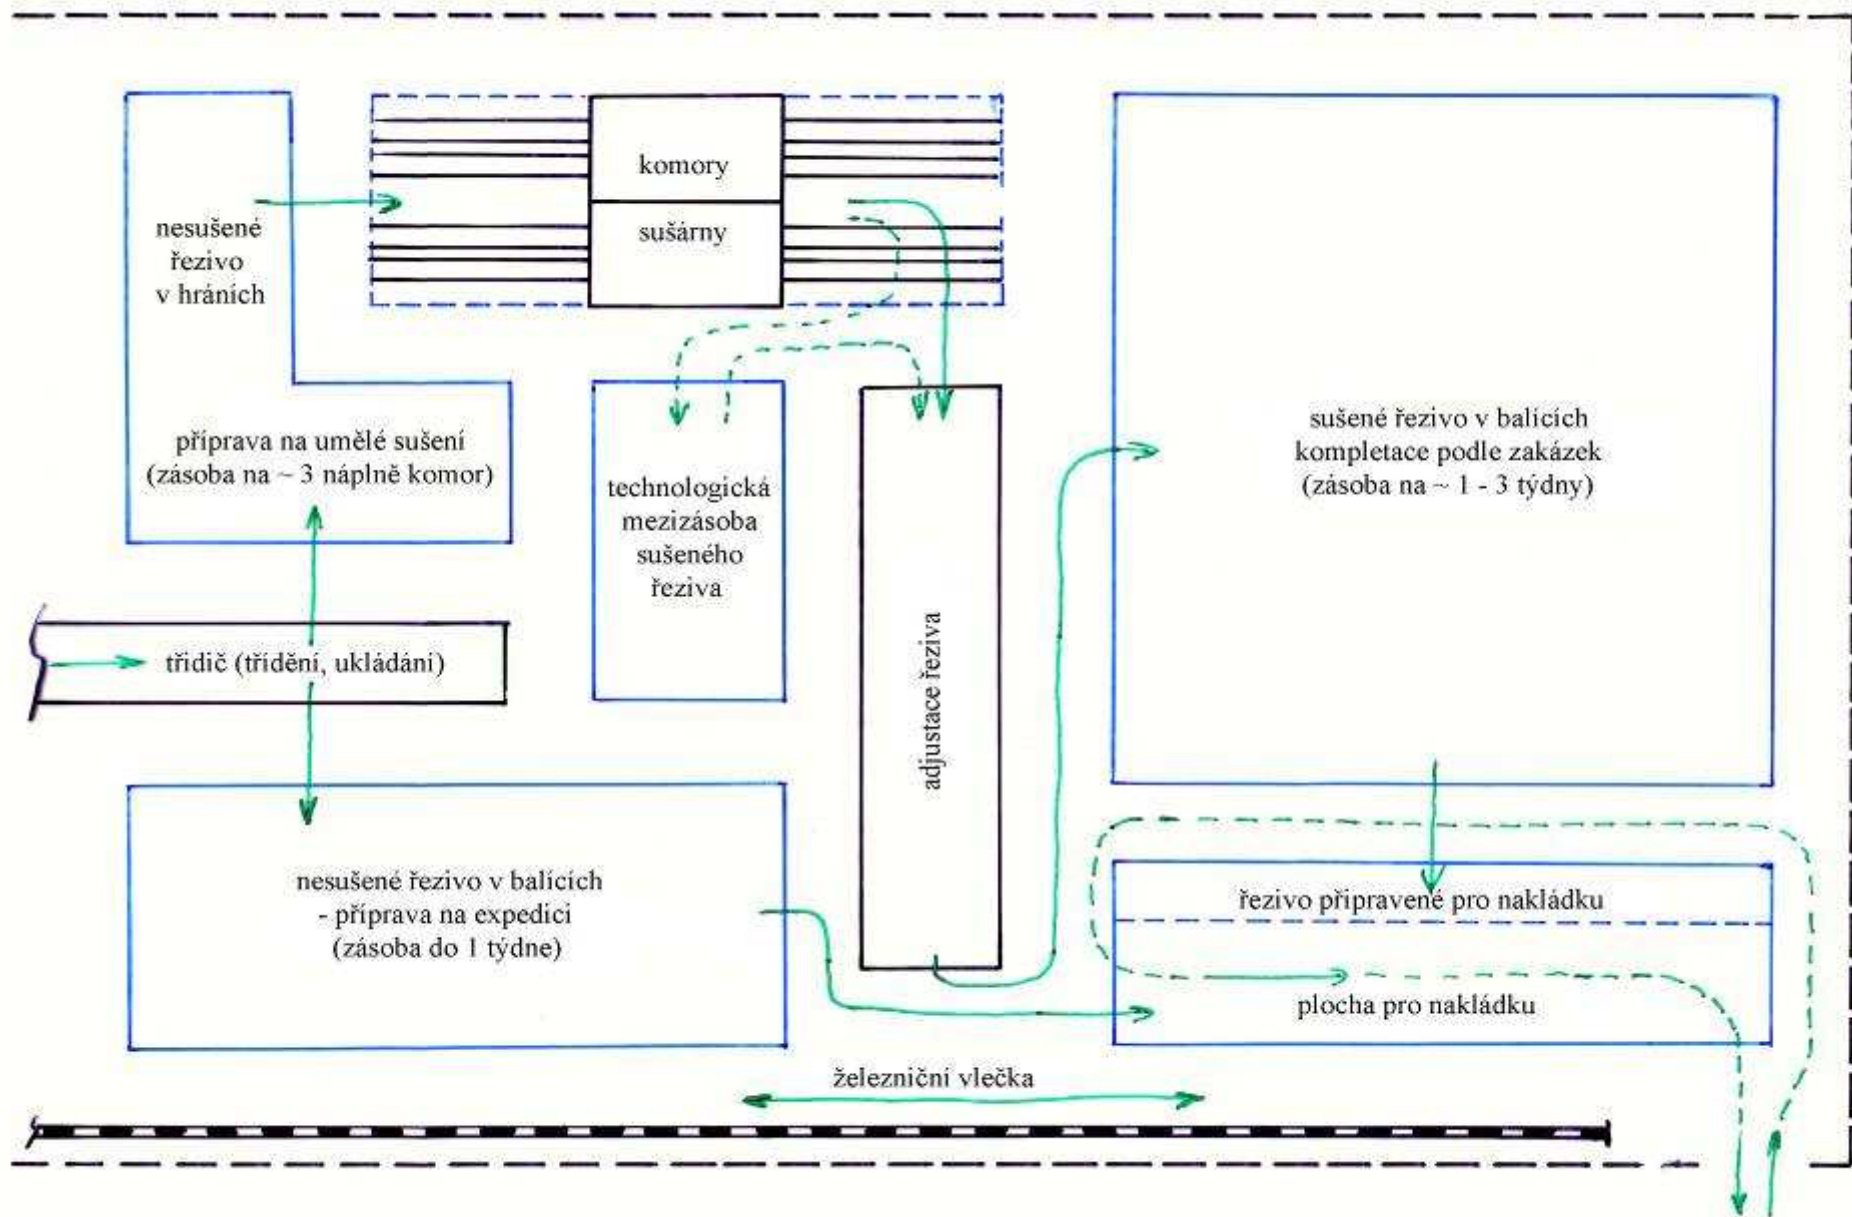 komory
sušárny
nesušené
řezivo
v hráních
příprava na umělé sušení
(zásoba na ~ 3 náplně komor)
technologická
mezizásoba
sušeného
řeziva
adjustace řeziva
sušené řezivo v balících
kompletace podle zakázek
(zásoba na ~ 1 - 3 týdny)
třidič (třídění, ukládání)
nesušené řezivo v balících
- příprava na expedici
(zásoba do 1 týdne)
řezivo připravené pro nakládku
plocha pro nakládku
železniční vlečka